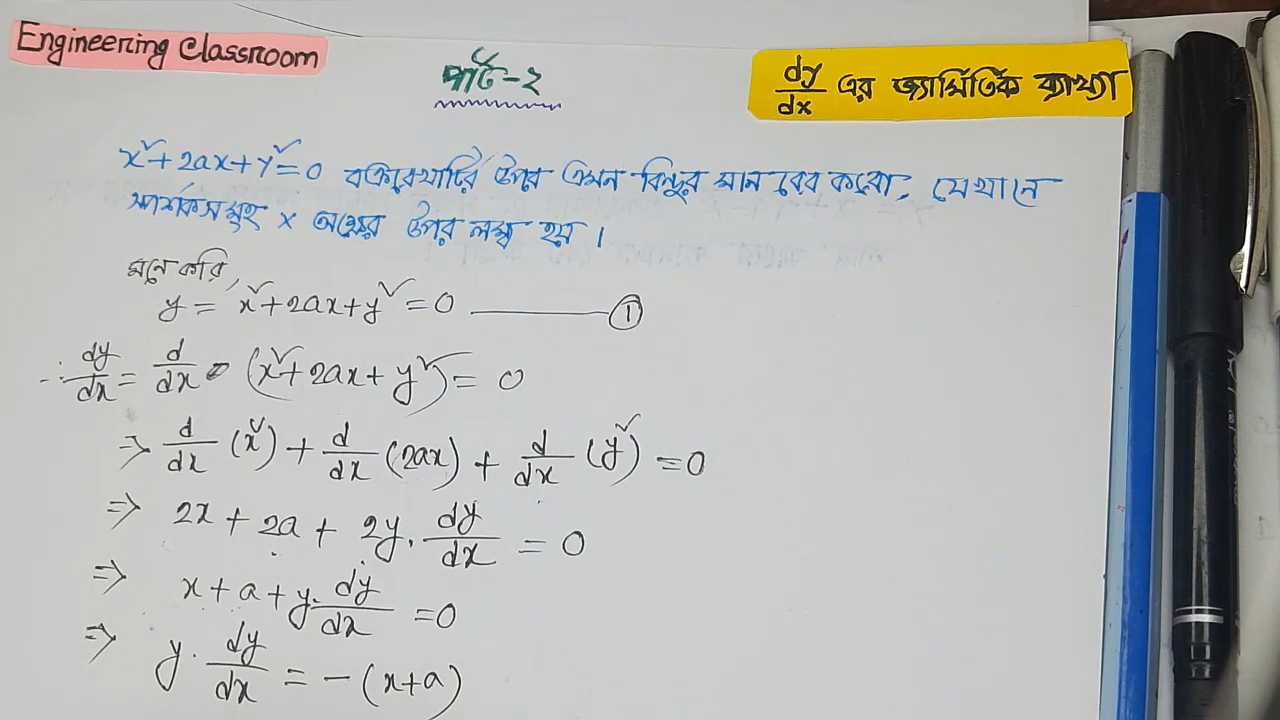 Engineering Classroom
পার্ট-২
dy/dx এর জ্যামিতিক ব্যাখ্যা
x²+2ax+y²=0 বক্ররেখাটির উপর এমন বিন্দুর মান বের করো, যেখানে
স্পর্শকসমূহ x অক্ষের উপর লম্ব হয়।
মনে করি,
y = x²+2ax+y²=0 ——— ①
∴ dy/dx = d/dx (x²+2ax+y²) = 0
⇒ d/dx (x²) + d/dx (2ax) + d/dx (y²) = 0
⇒ 2x + 2a + 2y. dy/dx = 0
⇒ x+a+y. dy/dx = 0
⇒ y. dy/dx = -(x+a)